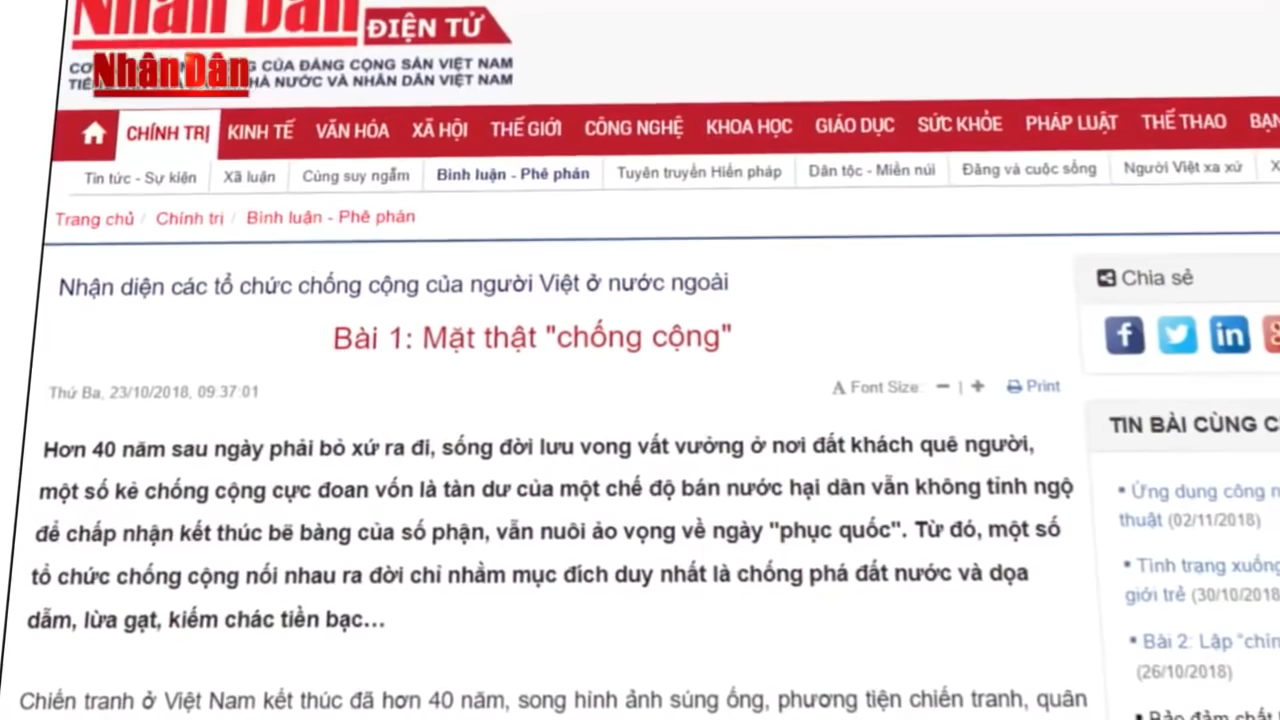 Nhân Dân
ĐIỆN TỬ
CỦA ĐẢNG CỘNG SẢN VIỆT NAM
NhânDân
HÀ NƯỚC VÀ NHÂN DÂN VIỆT NAM
CHÍNH TRỊ KINH TẾ VĂN HÓA XÃ HỘI THẾ GIỚI CÔNG NGHỆ KHOA HỌC GIÁO DỤC SỨC KHỎE PHÁP LUẬT THỂ THAO BẠN
Tin tức - Sự kiện Xã luận Cùng suy ngẫm Bình luận - Phê phán Tuyên truyền Hiến pháp Dân tộc - Miền núi Đảng và cuộc sống Người Việt xa xứ X
Trang chủ / Chính trị / Bình luận - Phê phán
Nhận diện các tổ chức chống cộng của người Việt ở nước ngoài
Chia sẻ
Bài 1: Mặt thật "chống cộng"
Thứ Ba, 23/10/2018, 09:37:01
A Font Size: - | + Print
TIN BÀI CÙNG C
Hơn 40 năm sau ngày phải bỏ xứ ra đi, sống đời lưu vong vất vưởng ở nơi đất khách quê người,
một số kẻ chống cộng cực đoan vốn là tàn dư của một chế độ bán nước hại dân vẫn không tỉnh ngộ
để chấp nhận kết thúc bẽ bàng của số phận, vẫn nuôi ảo vọng về ngày "phục quốc". Từ đó, một số
tổ chức chống cộng nối nhau ra đời chỉ nhằm mục đích duy nhất là chống phá đất nước và dọa
dẫm, lừa gạt, kiếm chác tiền bạc...
Ứng dụng công n
thuật (02/11/2018)
Tình trạng xuống
giới trẻ (30/10/2018
Bài 2: Lập "chín
(26/10/2018)
Bảo đảm chất
Chiến tranh ở Việt Nam kết thúc đã hơn 40 năm, song hình ảnh súng ống, phương tiện chiến tranh, quân